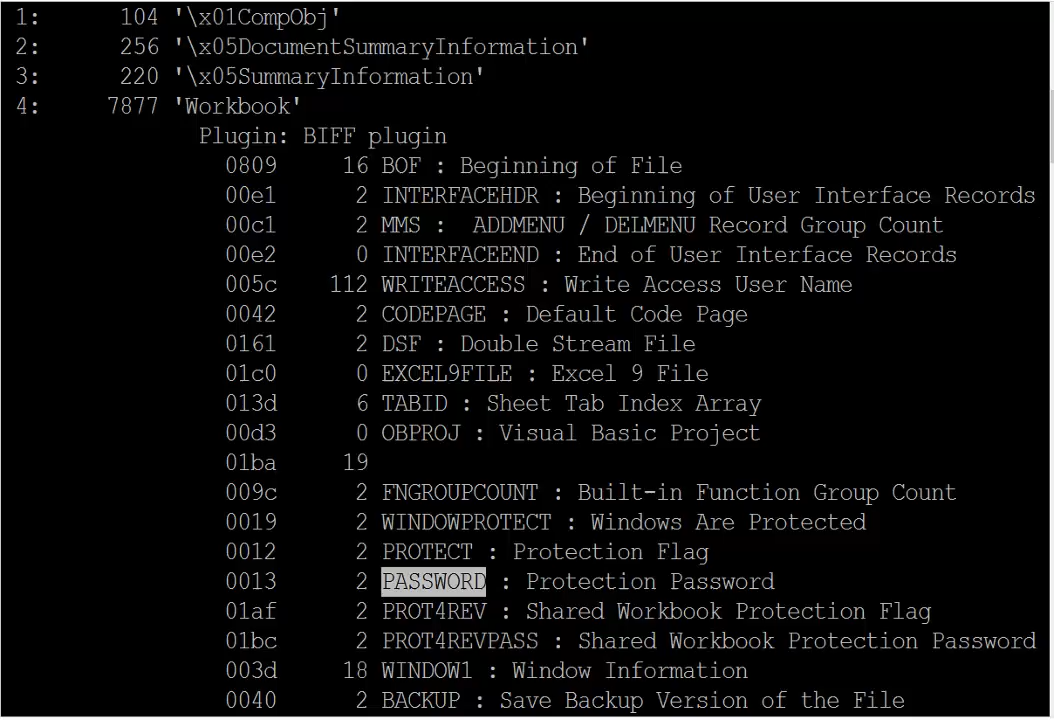 1: 104 '\x01CompObj'
2: 256 '\x05DocumentSummaryInformation'
3: 220 '\x05SummaryInformation'
4: 7877 'Workbook'
Plugin: BIFF plugin
0809 16 BOF : Beginning of File
00e1 2 INTERFACEHDR : Beginning of User Interface Records
00c1 2 MMS :  ADDMENU / DELMENU Record Group Count
00e2 0 INTERFACEEND : End of User Interface Records
005c 112 WRITEACCESS : Write Access User Name
0042 2 CODEPAGE : Default Code Page
0161 2 DSF : Double Stream File
01c0 0 EXCEL9FILE : Excel 9 File
013d 6 TABID : Sheet Tab Index Array
00d3 0 OBPROJ : Visual Basic Project
01ba 19
009c 2 FNGROUPCOUNT : Built-in Function Group Count
0019 2 WINDOWPROTECT : Windows Are Protected
0012 2 PROTECT : Protection Flag
0013 2 PASSWORD : Protection Password
01af 2 PROT4REV : Shared Workbook Protection Flag
01bc 2 PROT4REVPASS : Shared Workbook Protection Password
003d 18 WINDOW1 : Window Information
0040 2 BACKUP : Save Backup Version of the File